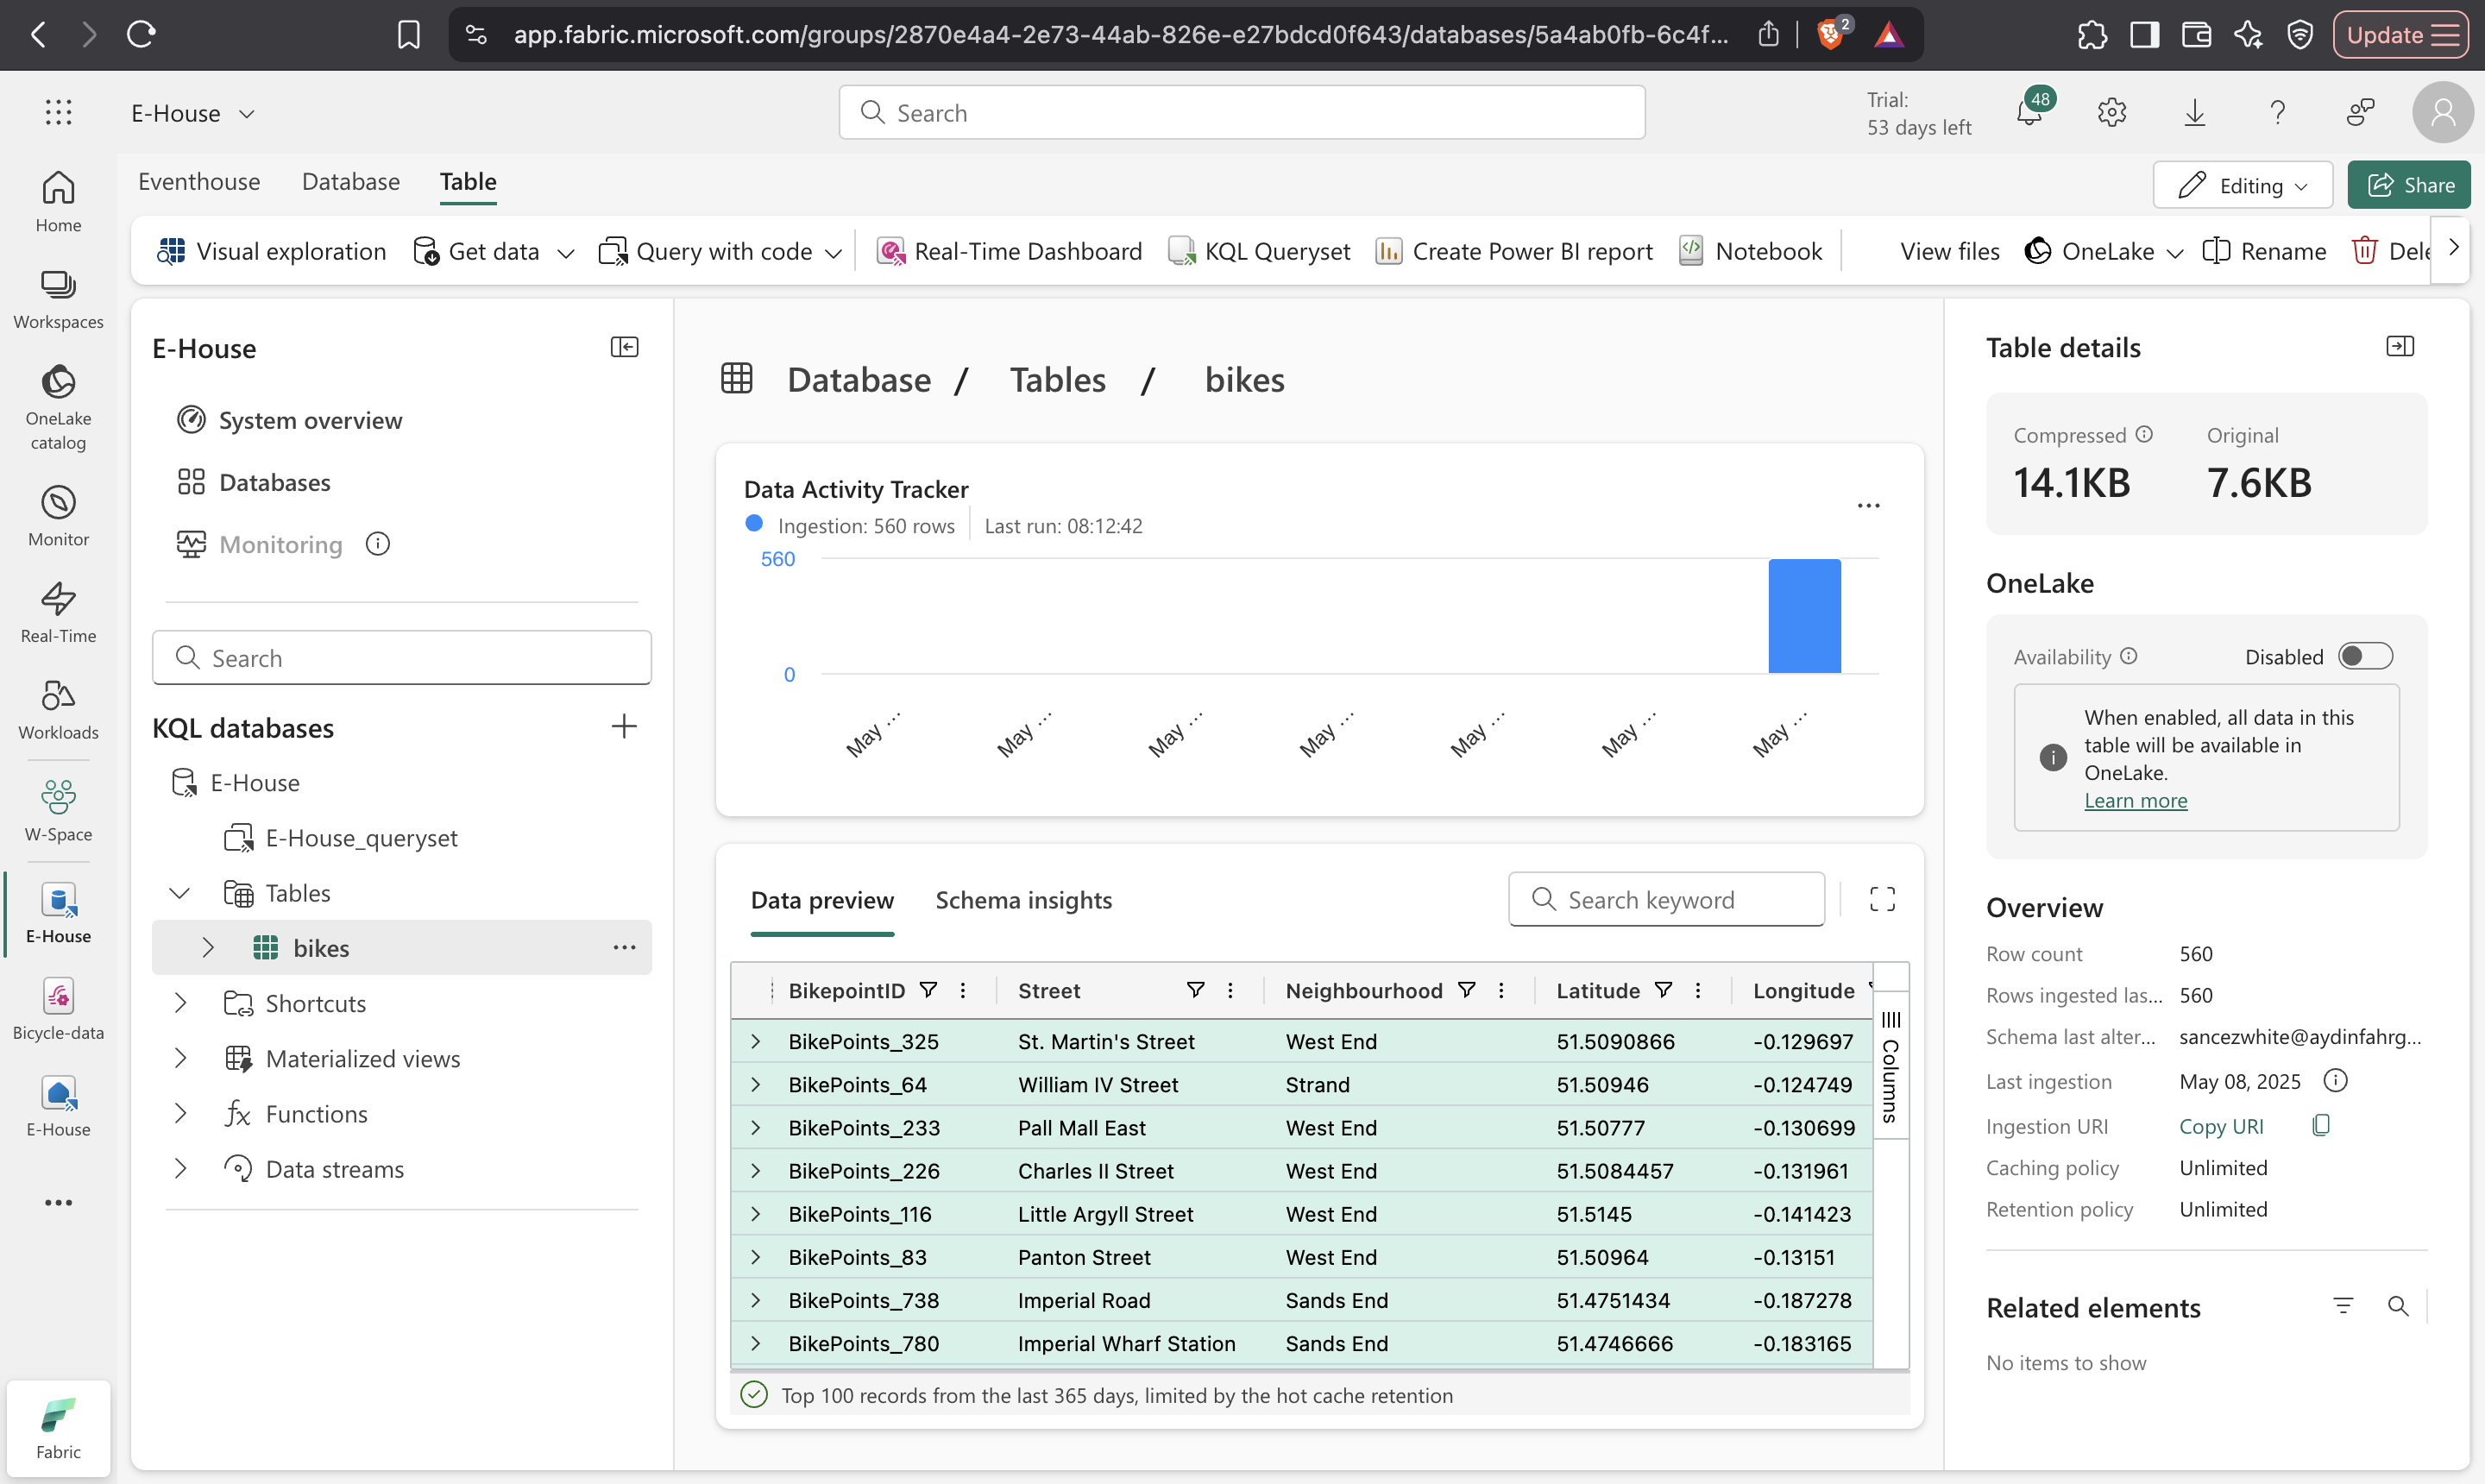 app.fabric.microsoft.com/groups/2870e4a4-2e73-44ab-826e-e27bdcd0f643/databases/5a4ab0fb-6c4f...
2
Update
E-House
Search
Trial:
53 days left
48
Home
Workspaces
OneLake
catalog
Monitor
Real-Time
Workloads
W-Space
E-House
Bicycle-data
E-House
Fabric
Eventhouse Database Table
Editing
Share
Visual exploration Get data Query with code Real-Time Dashboard KQL Queryset Create Power BI report Notebook View files OneLake Rename Dele
E-House
System overview
Databases
Monitoring
Search
KQL databases
E-House
E-House_queryset
Tables
bikes
Shortcuts
Materialized views
Functions
Data streams
Database / Tables / bikes
Data Activity Tracker
Ingestion: 560 rows Last run: 08:12:42
560
0
May ...
May ...
May ...
May ...
May ...
May ...
May ...
Data preview Schema insights
Search keyword
BikepointID Street Neighbourhood Latitude Longitude
BikePoints_325 St. Martin's Street West End 51.5090866 -0.129697
BikePoints_64 William IV Street Strand 51.50946 -0.124749
BikePoints_233 Pall Mall East West End 51.50777 -0.130699
BikePoints_226 Charles II Street West End 51.5084457 -0.131961
BikePoints_116 Little Argyll Street West End 51.5145 -0.141423
BikePoints_83 Panton Street West End 51.50964 -0.13151
BikePoints_738 Imperial Road Sands End 51.4751434 -0.187278
BikePoints_780 Imperial Wharf Station Sands End 51.4746666 -0.183165
Columns
Top 100 records from the last 365 days, limited by the hot cache retention
Table details
Compressed Original
14.1KB 7.6KB
OneLake
Availability Disabled
When enabled, all data in this
table will be available in
OneLake.
Learn more
Overview
Row count 560
Rows ingested las... 560
Schema last alter... sancezwhite@aydinfahrg...
Last ingestion May 08, 2025
Ingestion URI Copy URI
Caching policy Unlimited
Retention policy Unlimited
Related elements
No items to show